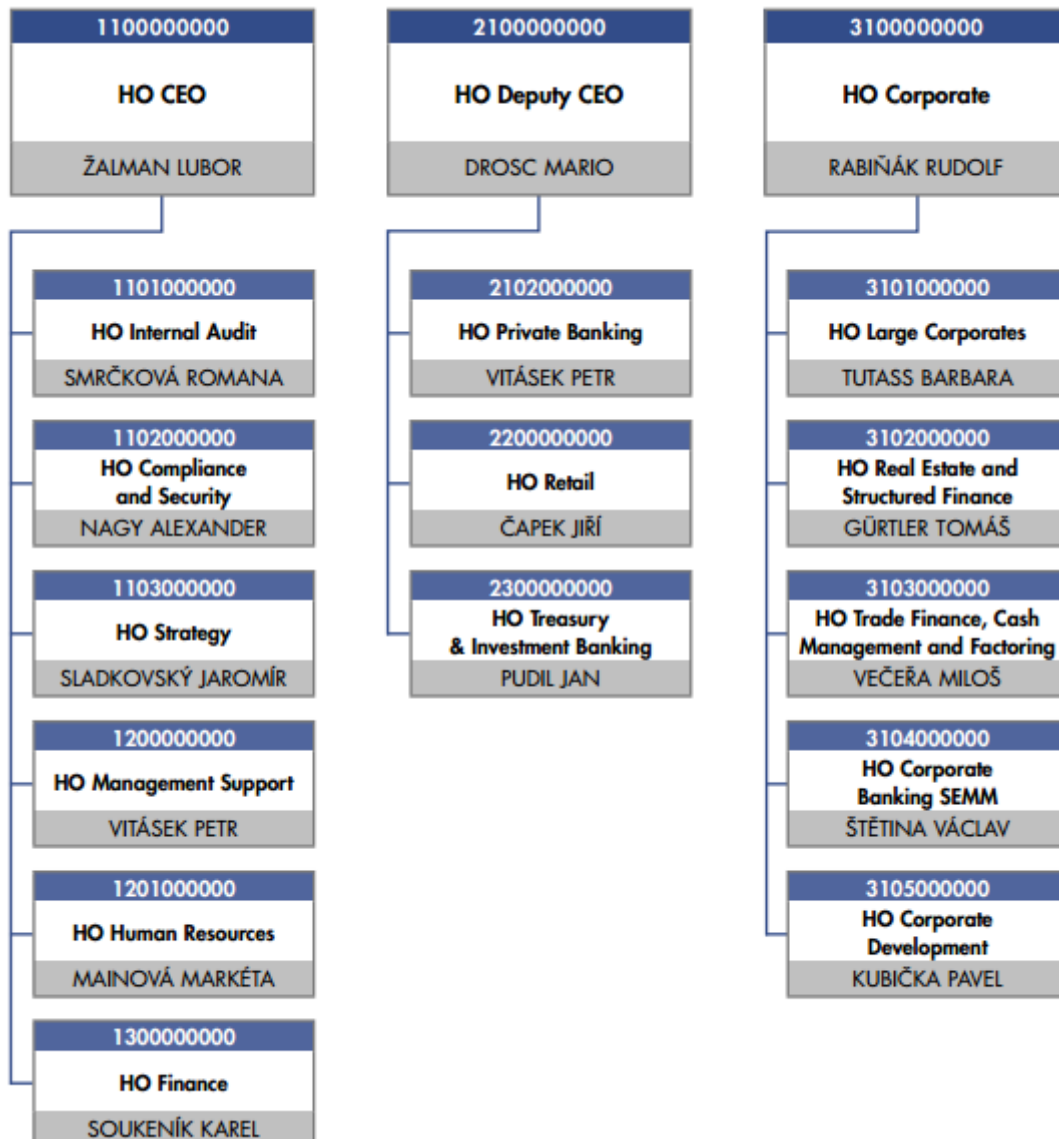 1100000000
HO CEO
ŽALMAN LUBOR
1101000000
HO Internal Audit
SMRČKOVÁ ROMANA
1102000000
HO Compliance
and Security
NAGY ALEXANDER
1103000000
HO Strategy
SLADKOVSKÝ JAROMÍR
1200000000
HO Management Support
VITÁSEK PETR
1201000000
HO Human Resources
MAINOVÁ MARKÉTA
1300000000
HO Finance
SOUKENÍK KAREL
2100000000
HO Deputy CEO
DROSC MARIO
2102000000
HO Private Banking
VITÁSEK PETR
2200000000
HO Retail
ČAPEK JIŘÍ
2300000000
HO Treasury
& Investment Banking
PUDIL JAN
3100000000
HO Corporate
RABIŇÁK RUDOLF
3101000000
HO Large Corporates
TUTASS BARBARA
3102000000
HO Real Estate and
Structured Finance
GÜRTLER TOMÁŠ
3103000000
HO Trade Finance, Cash
Management and Factoring
VEČEŘA MILOŠ
3104000000
HO Corporate
Banking SEMM
ŠTĚTINA VÁCLAV
3105000000
HO Corporate
Development
KUBIČKA PAVEL